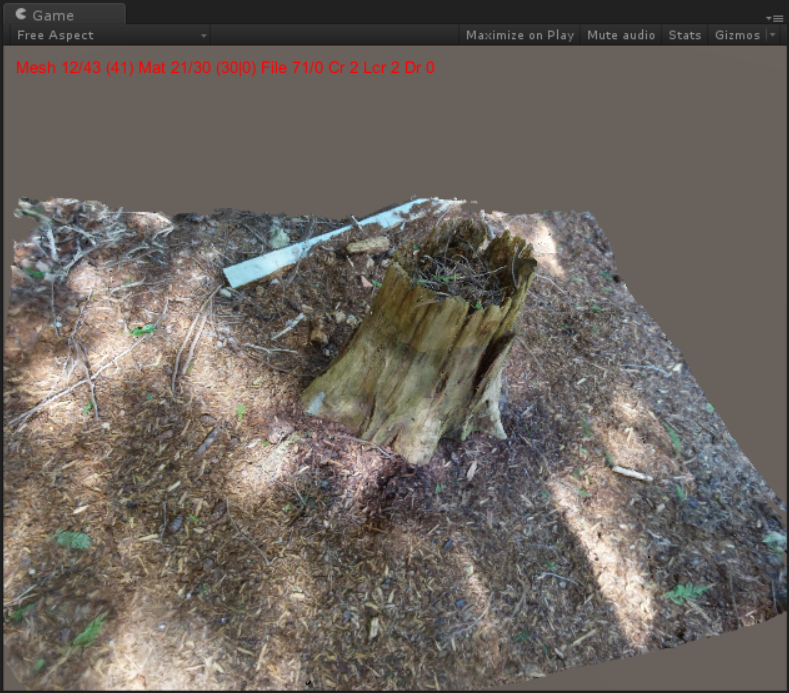 Game
Free Aspect
Maximize on Play Mute audio Stats Gizmos
Mesh 12/43 (41) Mat 21/30 (30|0) File 71/0 Cr 2 Lcr 2 Dr 0